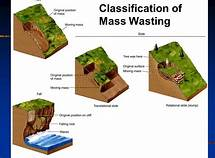 Classification of
Mass Wasting
Slide
Original position
of mass
Moving mass
Original position
of mass
Moving mass
Tree was here
Original surface
Moving mass
Fall
Translational slide
Rotational slide (slump)
Original position on
cliff
Falling rock
Waves